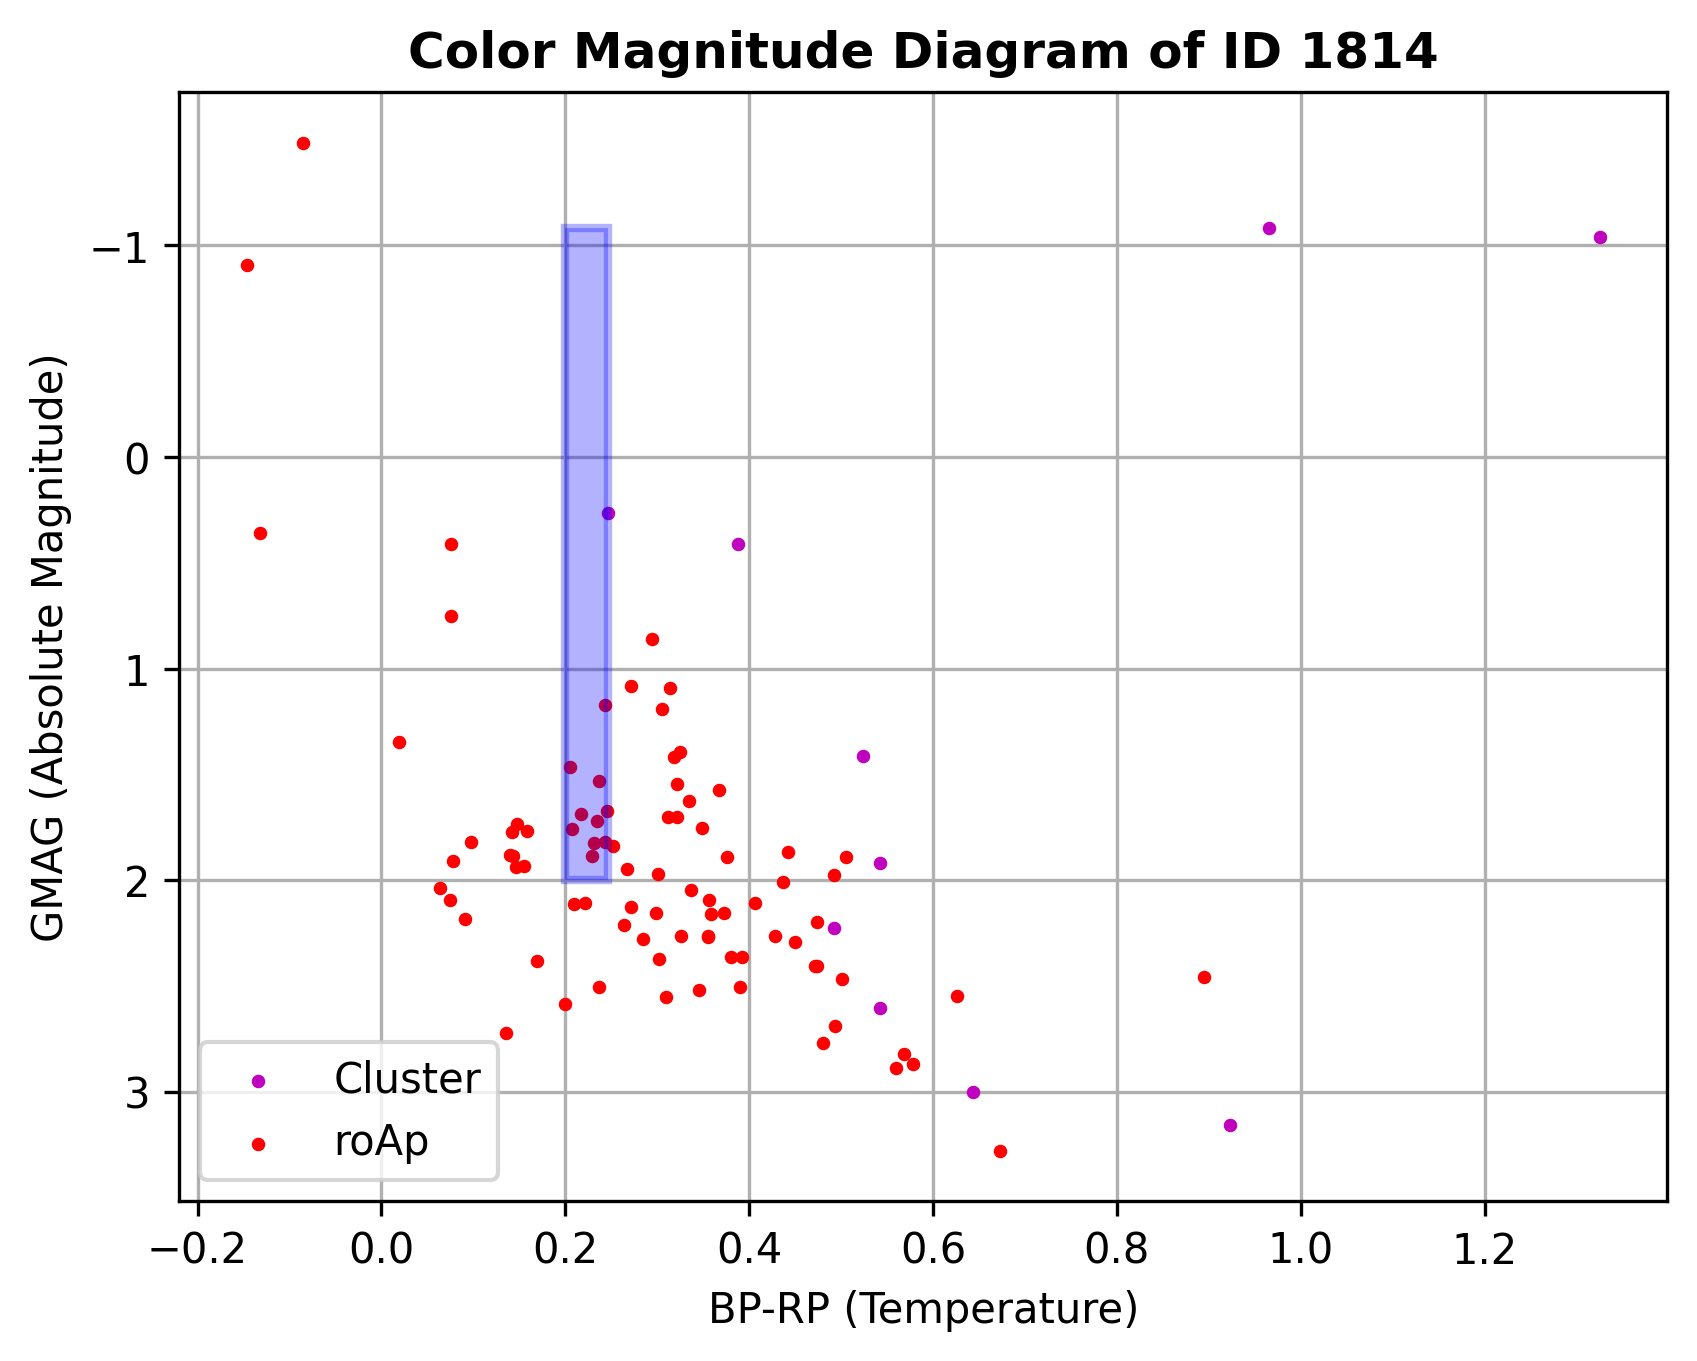 Color Magnitude Diagram of ID 1814
GMAG (Absolute Magnitude)
−1
0
1
2
3
Cluster
roAp
−0.2 0.0 0.2 0.4 0.6 0.8 1.0 1.2
BP-RP (Temperature)